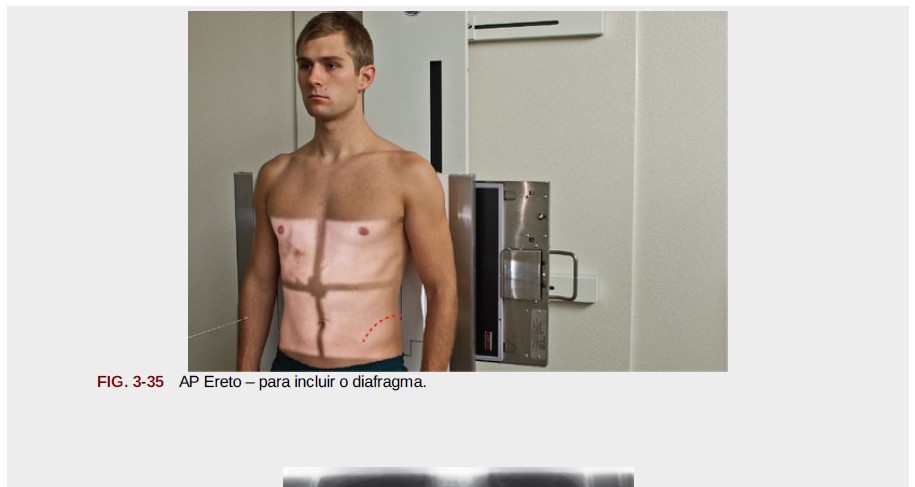 FIG. 3-35 AP Ereto – para incluir o diafragma.